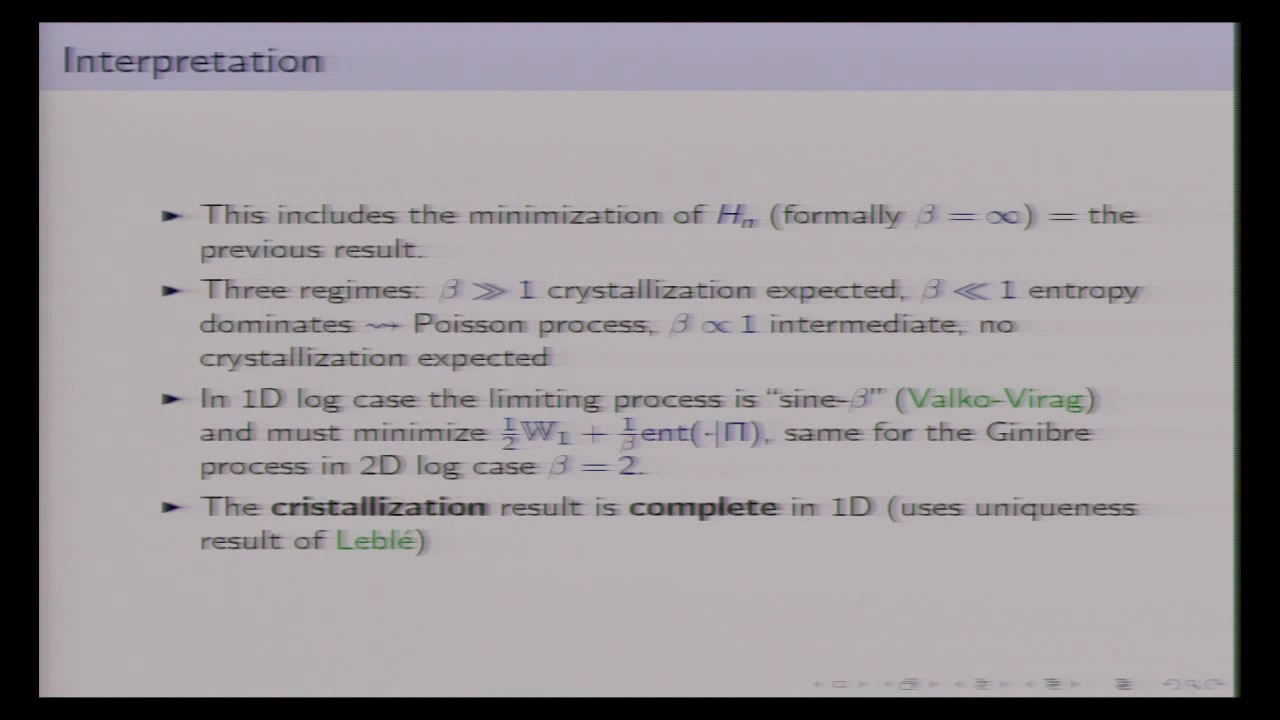 Interpretation
► This includes the minimization of Hₙ (formally β = ∞) = the
previous result.
► Three regimes: β ≫ 1 crystallization expected, β ≪ 1 entropy
dominates ⇝ Poisson process, β ∝ 1 intermediate, no
crystallization expected
► In 1D log case the limiting process is “sine-β” (Valko-Virag)
and must minimize ½𝕎₁ + 1/β ent(·|Π), same for the Ginibre
process in 2D log case β = 2.
► The cristallization result is complete in 1D (uses uniqueness
result of Leblé)